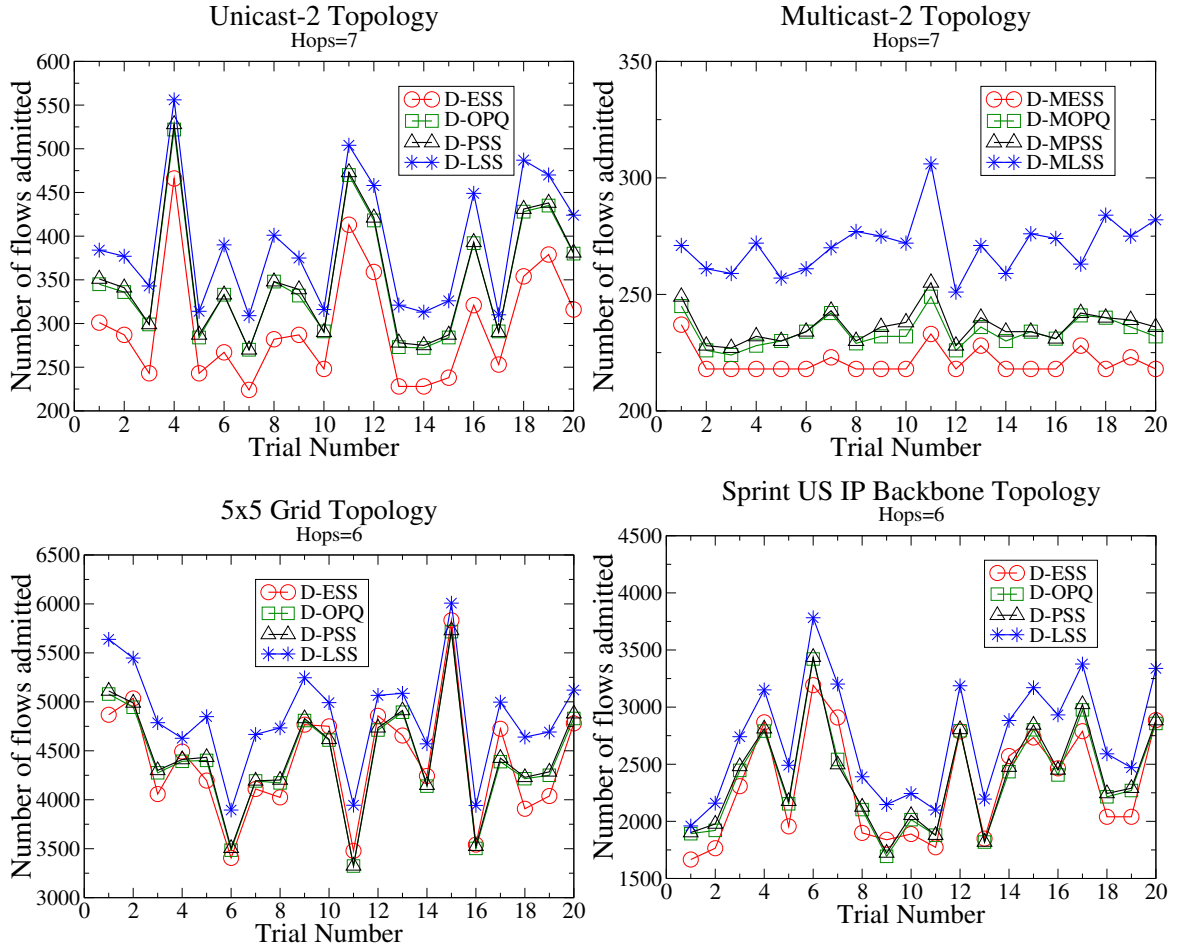 Unicast-2 Topology
Hops=7
Number of flows admitted
600
550
500
450
400
350
300
250
200
D-ESS
D-OPQ
D-PSS
D-LSS
0 2 4 6 8 10 12 14 16 18 20
Trial Number
Multicast-2 Topology
Hops=7
Number of flows admitted
350
300
250
200
D-MESS
D-MOPQ
D-MPSS
D-MLSS
0 2 4 6 8 10 12 14 16 18 20
Trial Number
5x5 Grid Topology
Hops=6
Number of flows admitted
6500
6000
5500
5000
4500
4000
3500
3000
D-ESS
D-OPQ
D-PSS
D-LSS
0 2 4 6 8 10 12 14 16 18 20
Trial Number
Sprint US IP Backbone Topology
Hops=6
Number of flows admitted
4500
4000
3500
3000
2500
2000
1500
D-ESS
D-OPQ
D-PSS
D-LSS
0 2 4 6 8 10 12 14 16 18 20
Trial Number